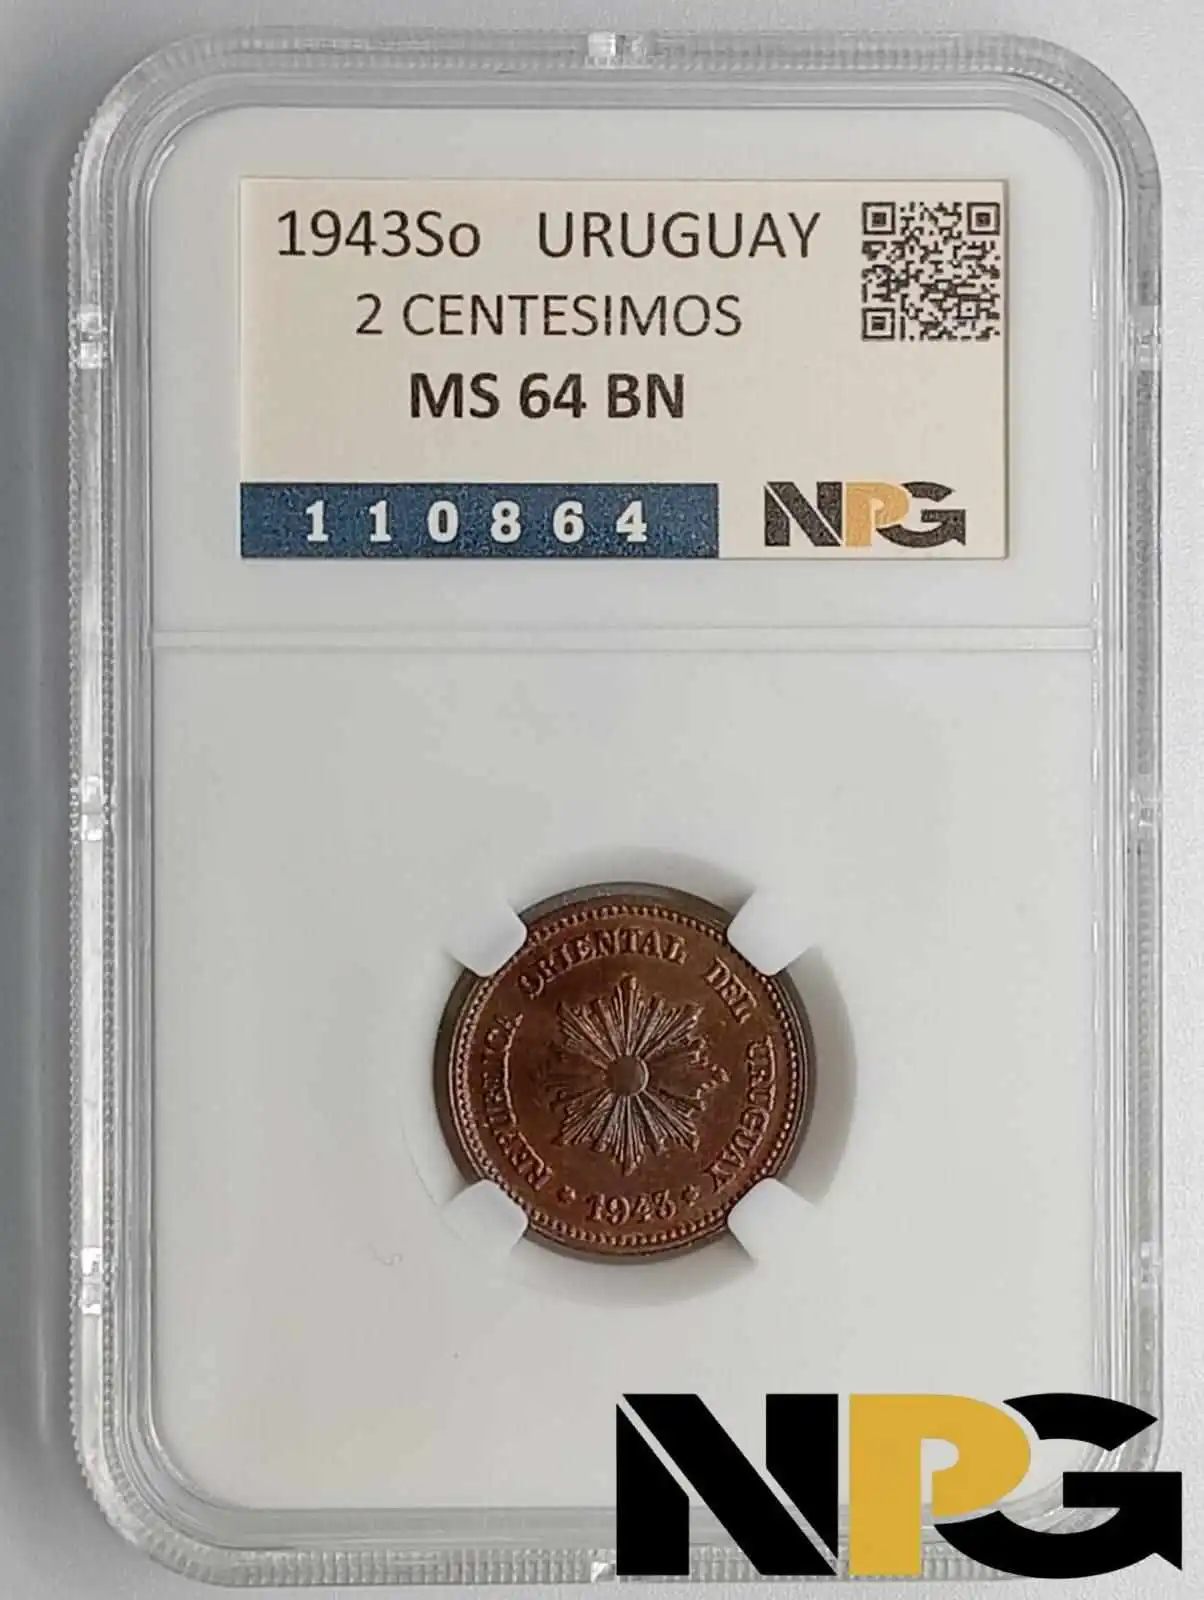 1943So URUGUAY
2 CENTESIMOS
MS 64 BN
110864
NPG
REPUBLICA ORIENTAL DEL URUGUAY
1943
NPG